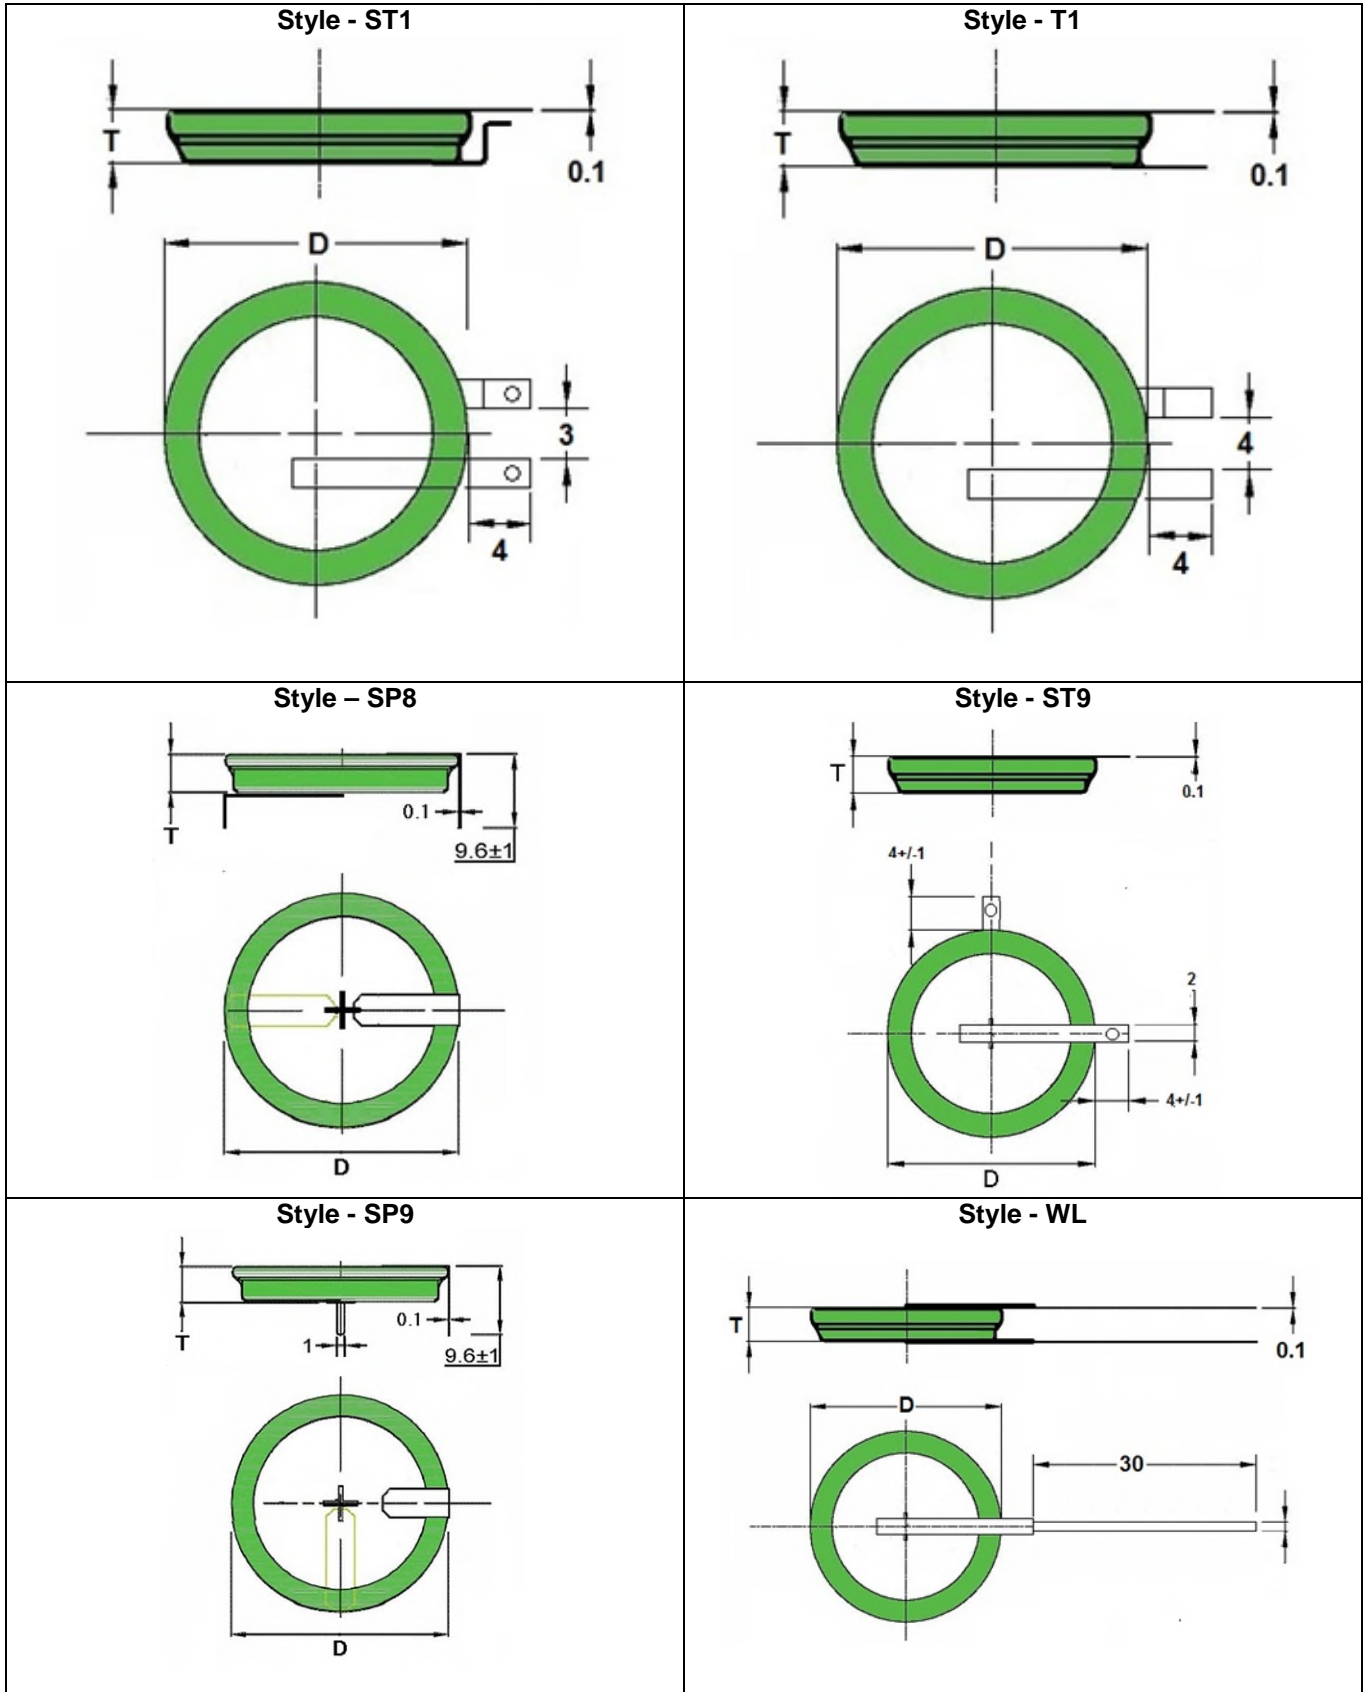 Style - ST1
T
0.1
D
3
4
Style - T1
T
0.1
D
4
4
Style – SP8
T
0.1
9.6±1
D
Style - ST9
T
0.1
4+/-1
2
4+/-1
D
Style - SP9
T
1
0.1
9.6±1
D
Style - WL
T
0.1
D
30